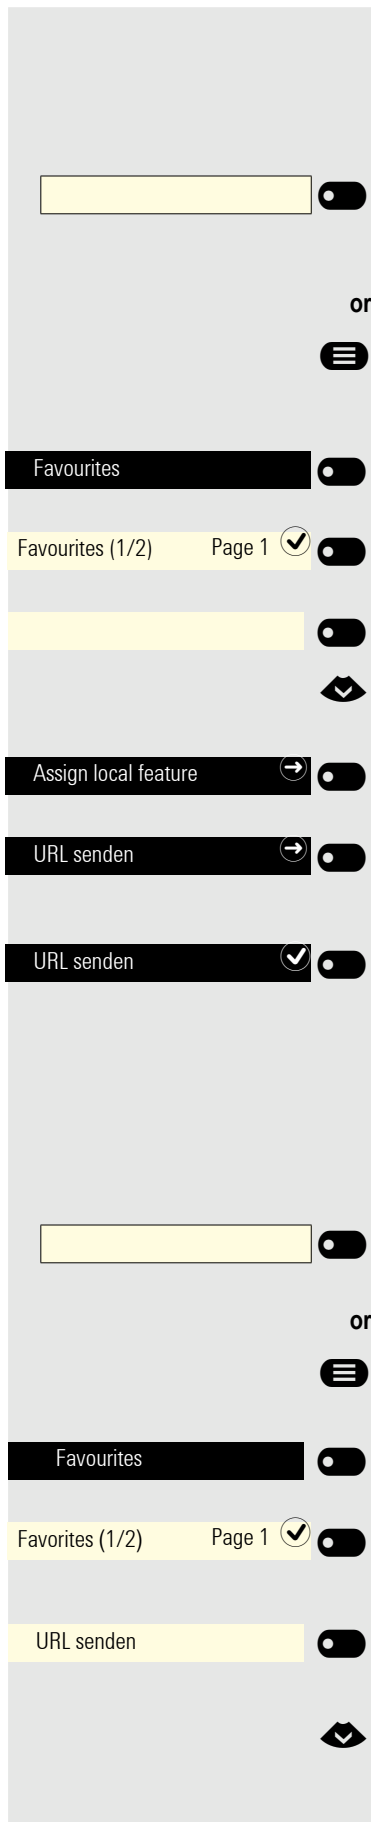 or
Favourites
Favourites (1/2) Page 1
Assign local feature
URL senden
URL senden
or
Favourites
Favorites (1/2) Page 1
URL senden